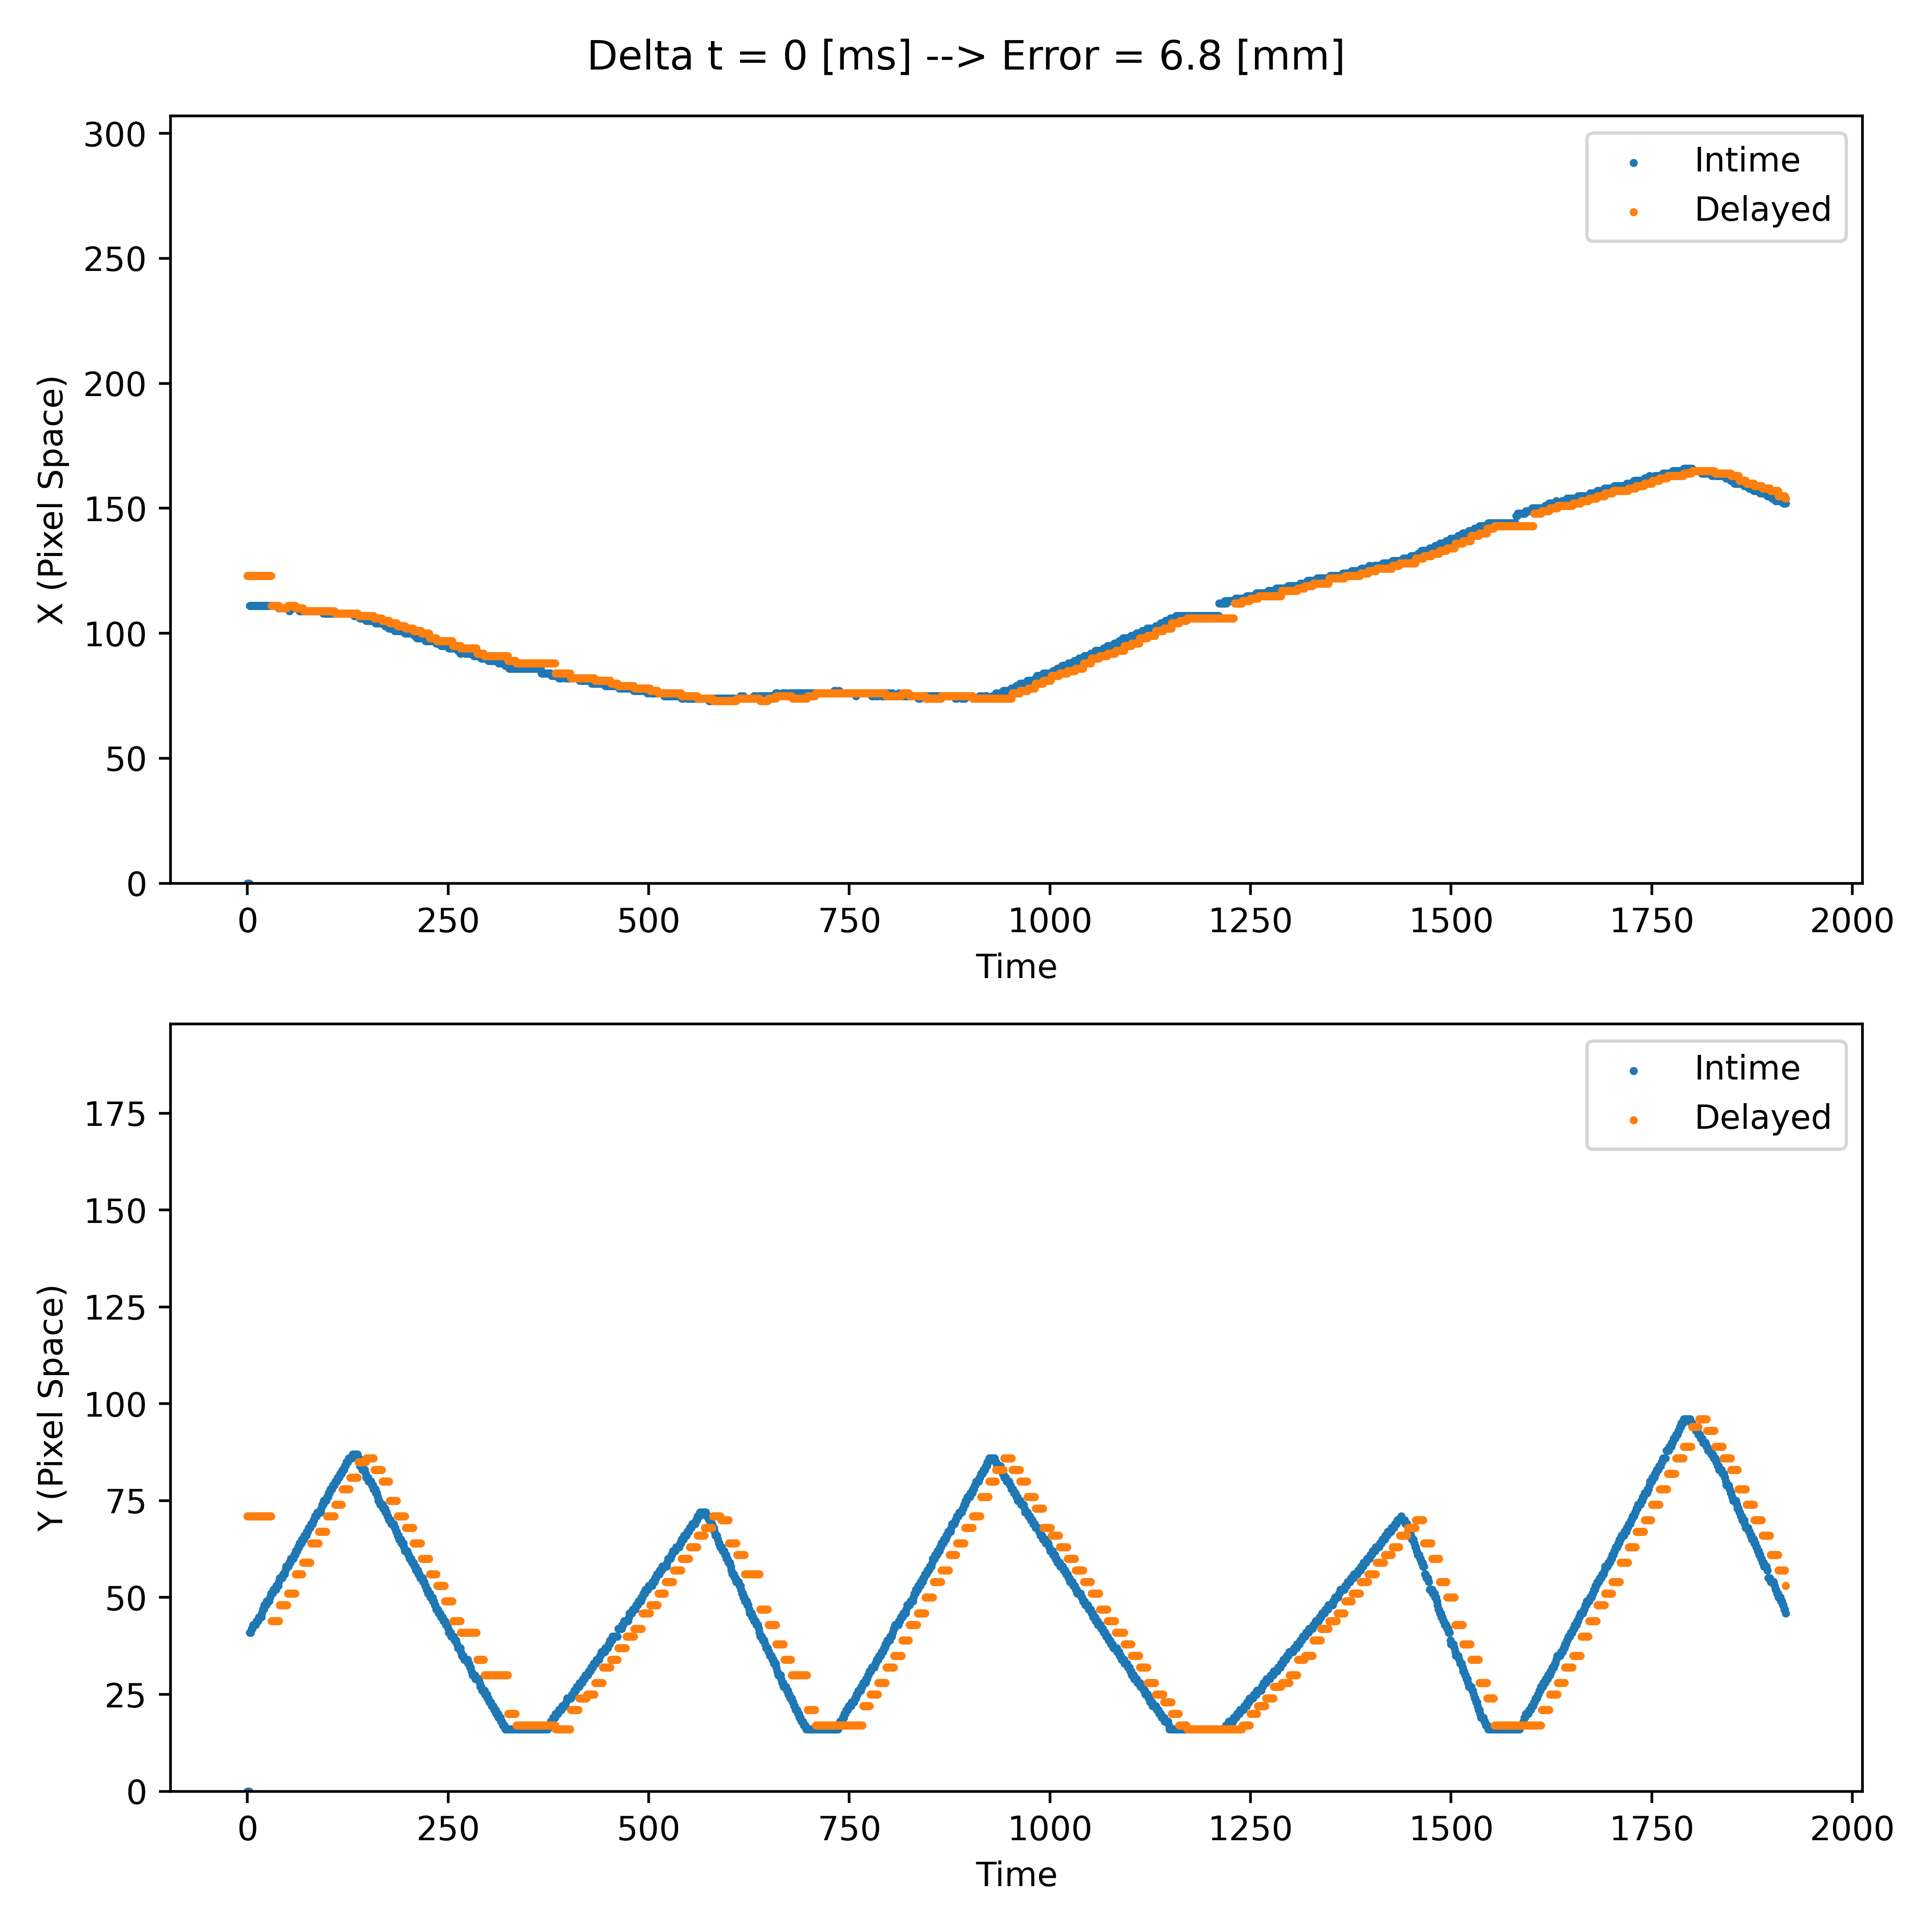 Delta t = 0 [ms] --> Error = 6.8 [mm]
300
250
200
150
100
50
0
X (Pixel Space)
Intime
Delayed
0 250 500 750 1000 1250 1500 1750 2000
Time
175
150
125
100
75
50
25
0
Y (Pixel Space)
Intime
Delayed
0 250 500 750 1000 1250 1500 1750 2000
Time